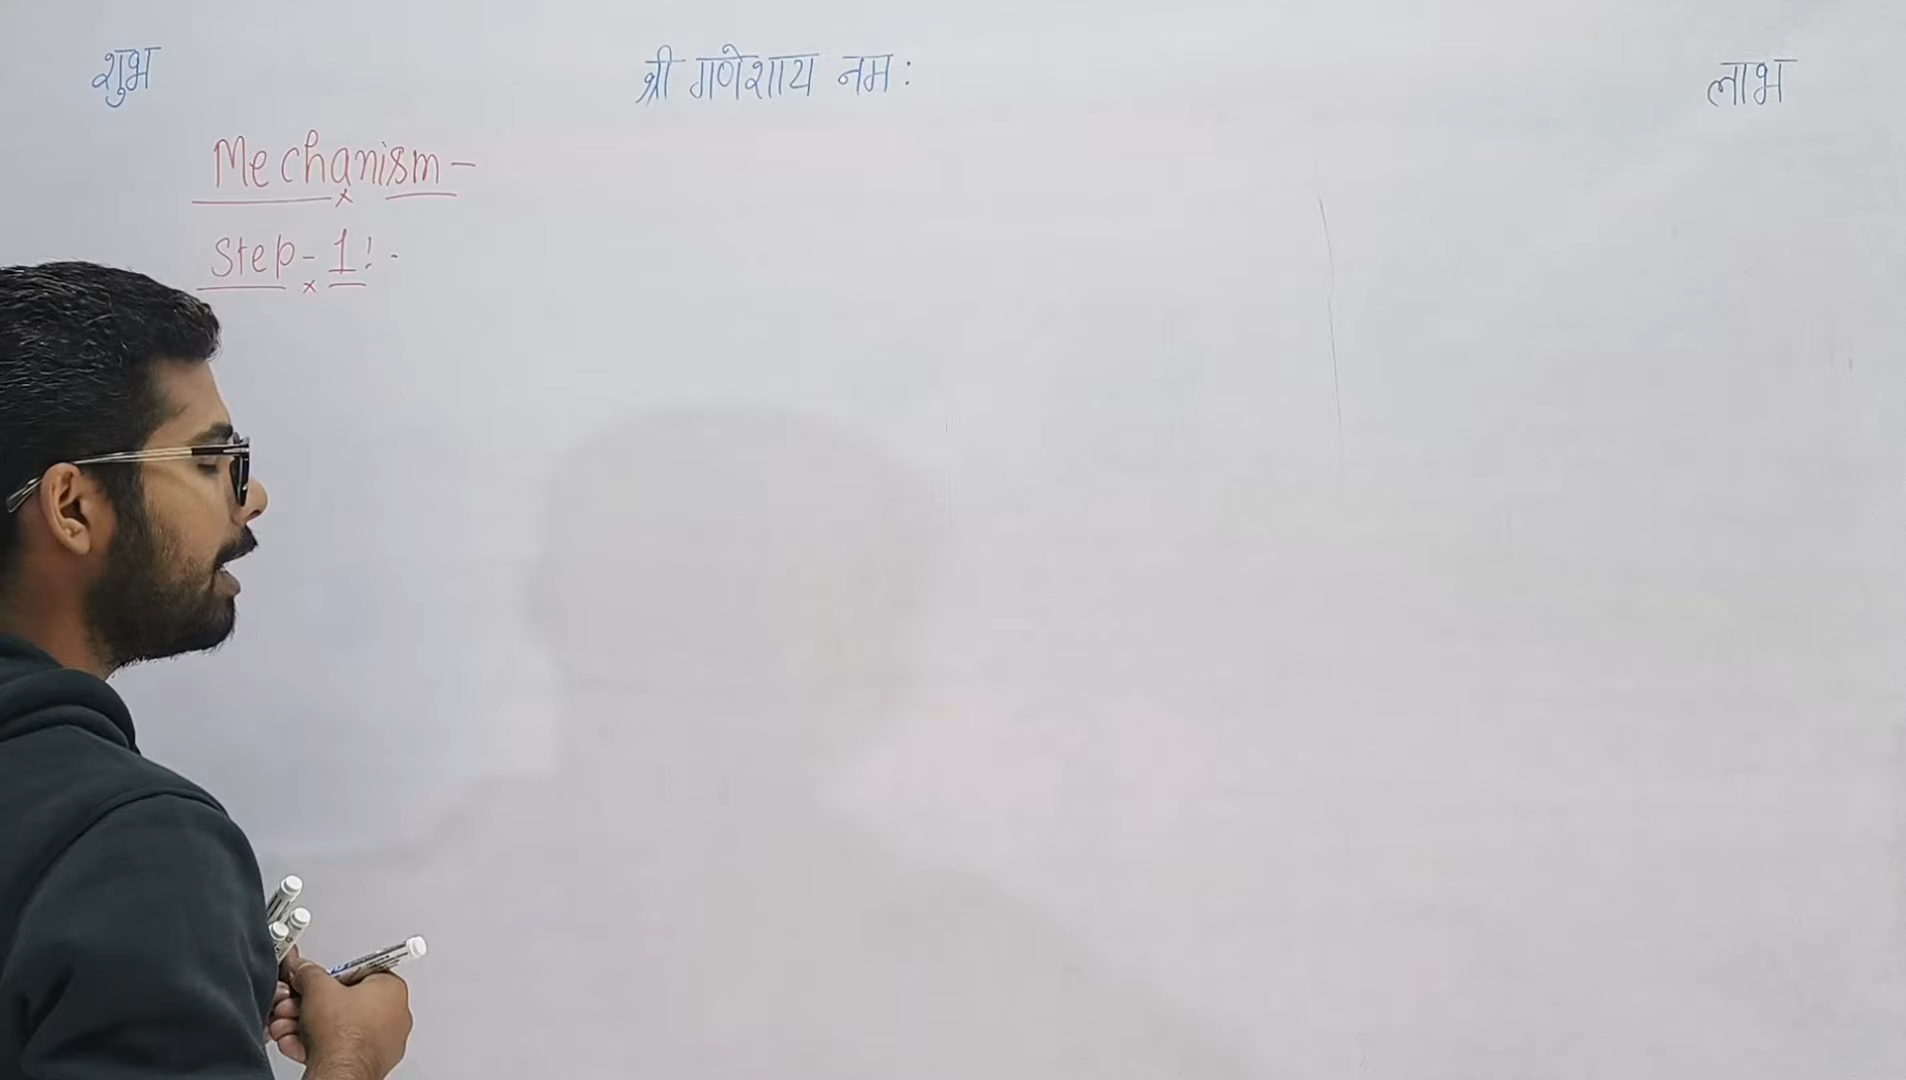 शुभ श्री गणेशाय नमः लाभ
Mechanism-
Step-1:-